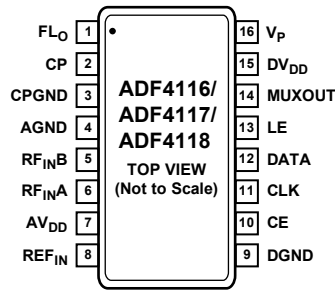 FLO 1
CP 2
CPGND 3
AGND 4
RFINB 5
RFINA 6
AVDD 7
REFIN 8
ADF4116/
ADF4117/
ADF4118
TOP VIEW
(Not to Scale)
16 VP
15 DVDD
14 MUXOUT
13 LE
12 DATA
11 CLK
10 CE
9 DGND